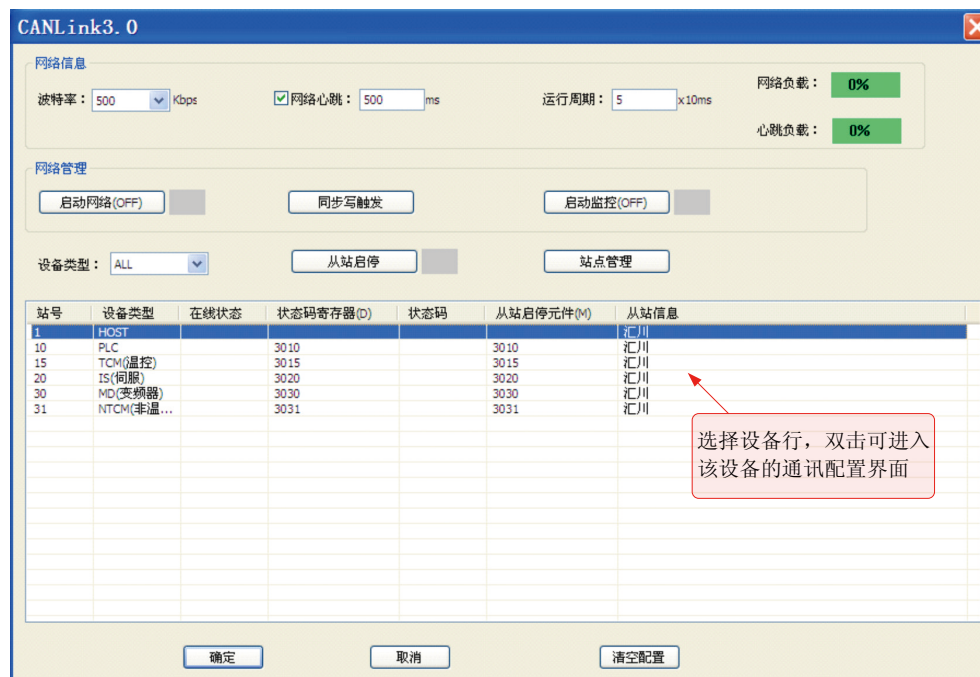 CANLink3.0
网络信息
波特率： 500 Kbps 网络心跳： 500 ms 运行周期： 5 x10ms 网络负载： 0%
心跳负载： 0%
网络管理
启动网络(OFF) 同步写触发 启动监控(OFF)
设备类型： ALL 从站启停 站点管理
站号 设备类型 在线状态 状态码寄存器(D) 状态码 从站启停元件(M) 从站信息
1 HOST 汇川
10 PLC 3010 3010 汇川
15 TCM(温控) 3015 3015 汇川
20 IS(伺服) 3020 3020 汇川
30 MD(变频器) 3030 3030 汇川
31 NTCM(非温... 3031 3031 汇川
选择设备行，双击可进入
该设备的通讯配置界面
确定 取消 清空配置